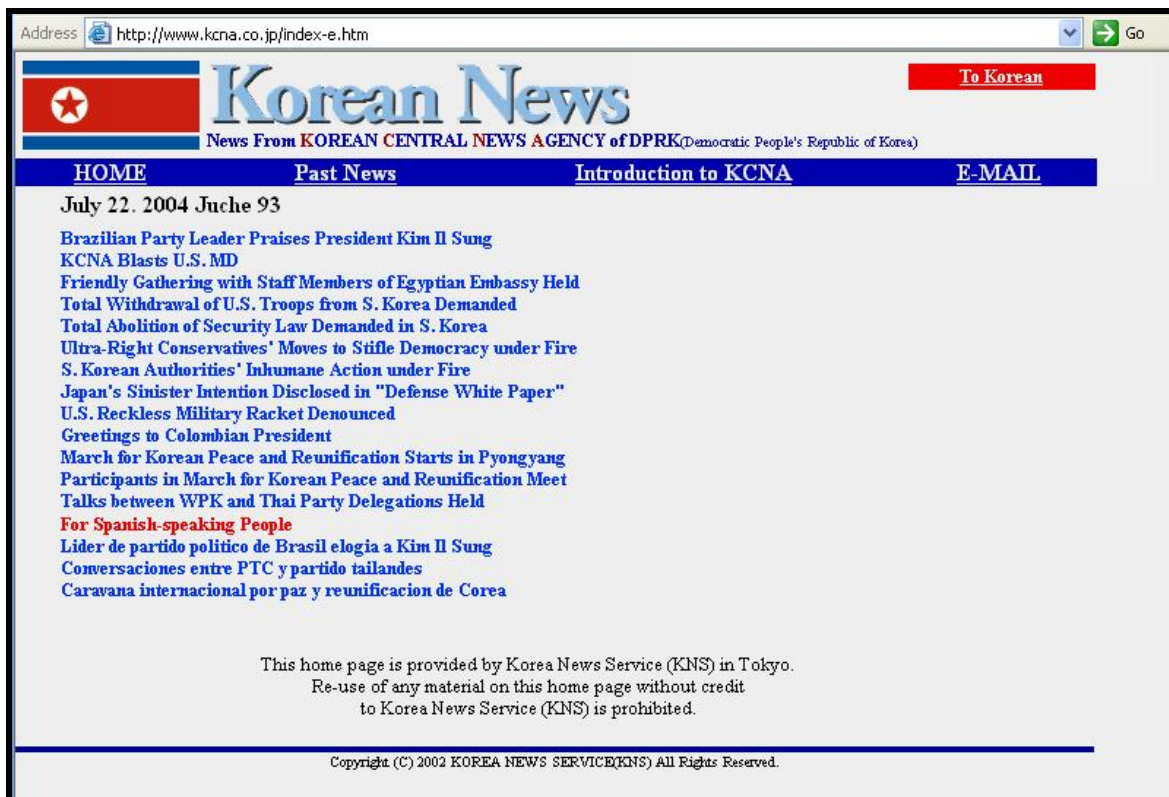 Address http://www.kcna.co.jp/index-e.htm Go
Korean News
To Korean
News From KOREAN CENTRAL NEWS AGENCY of DPRK(Democratic People's Republic of Korea)
HOME Past News Introduction to KCNA E-MAIL
July 22. 2004 Juche 93
Brazilian Party Leader Praises President Kim Il Sung
KCNA Blasts U.S. MD
Friendly Gathering with Staff Members of Egyptian Embassy Held
Total Withdrawal of U.S. Troops from S. Korea Demanded
Total Abolition of Security Law Demanded in S. Korea
Ultra-Right Conservatives' Moves to Stifle Democracy under Fire
S. Korean Authorities' Inhumane Action under Fire
Japan's Sinister Intention Disclosed in "Defense White Paper"
U.S. Reckless Military Racket Denounced
Greetings to Colombian President
March for Korean Peace and Reunification Starts in Pyongyang
Participants in March for Korean Peace and Reunification Meet
Talks between WPK and Thai Party Delegations Held
For Spanish-speaking People
Lider de partido politico de Brasil elogia a Kim Il Sung
Conversaciones entre PTC y partido tailandes
Caravana internacional por paz y reunificacion de Corea
This home page is provided by Korea News Service (KNS) in Tokyo.
Re-use of any material on this home page without credit
to Korea News Service (KNS) is prohibited.
Copyright (C) 2002 KOREA NEWS SERVICE(KNS) All Rights Reserved.